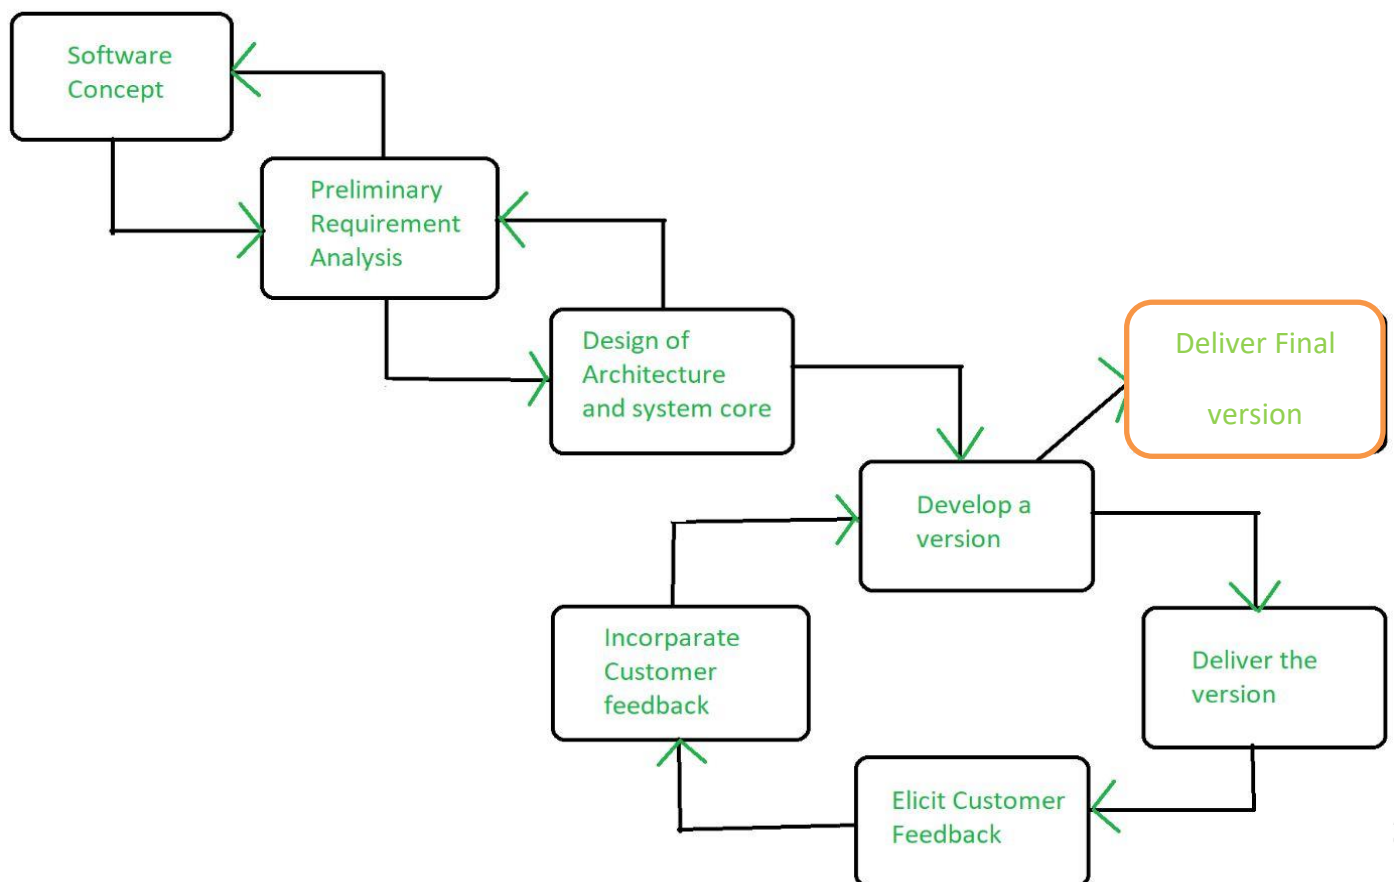 Software
Concept
Preliminary
Requirement
Analysis
Design of
Architecture
and system core
Deliver Final
version
Develop a
version
Incorparate
Customer
feedback
Deliver the
version
Elicit Customer
Feedback